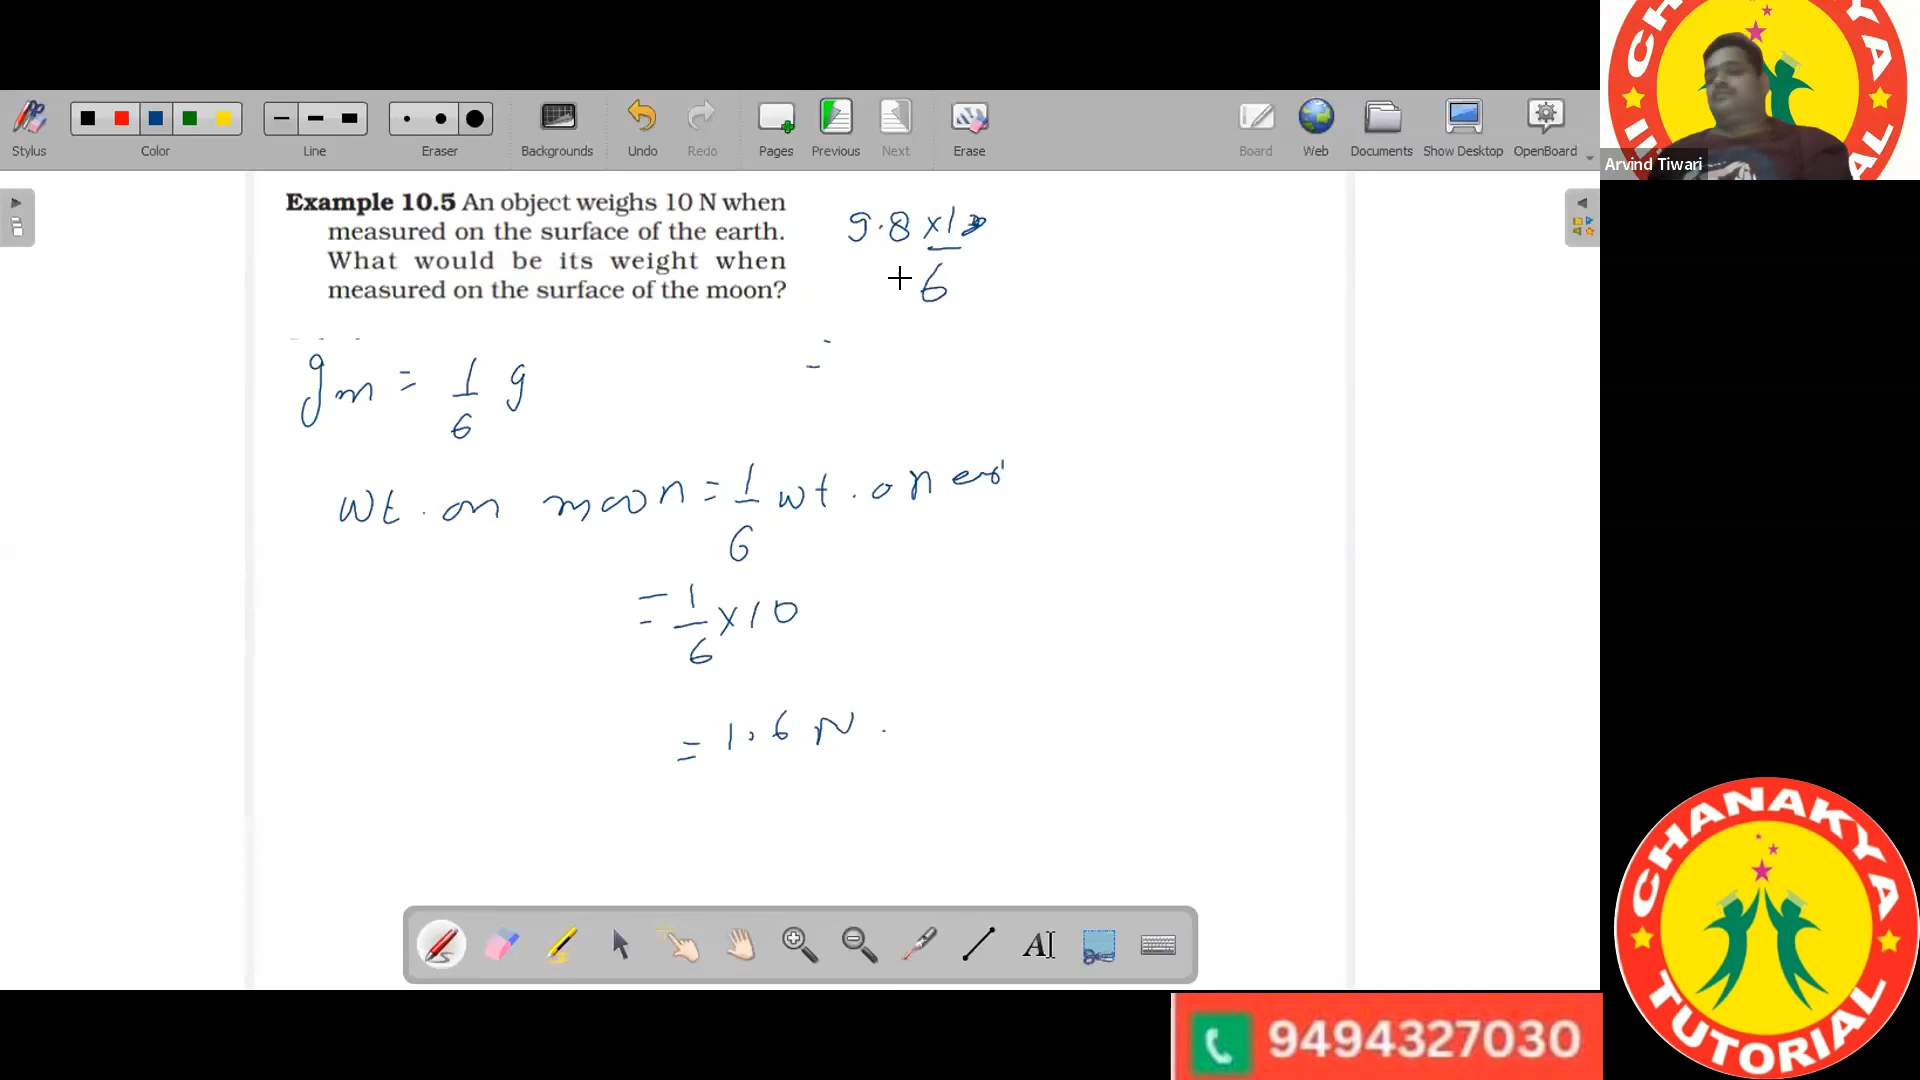 CHANAKYA
Arvind Tiwari
Stylus
Color
Line
Eraser
Backgrounds
Undo
Redo
Pages
Previous
Next
Erase
Board
Web
Documents
Show Desktop
OpenBoard
Example 10.5 An object weighs 10 N when
measured on the surface of the earth.
What would be its weight when
measured on the surface of the moon?
9.8 x 1
6
gm = 1/6 g
wt. on moon = 1/6 wt. on
= 1/6 x 10
= 1.6 N.
AI
CHANAKYA
TUTORIAL
9494327030